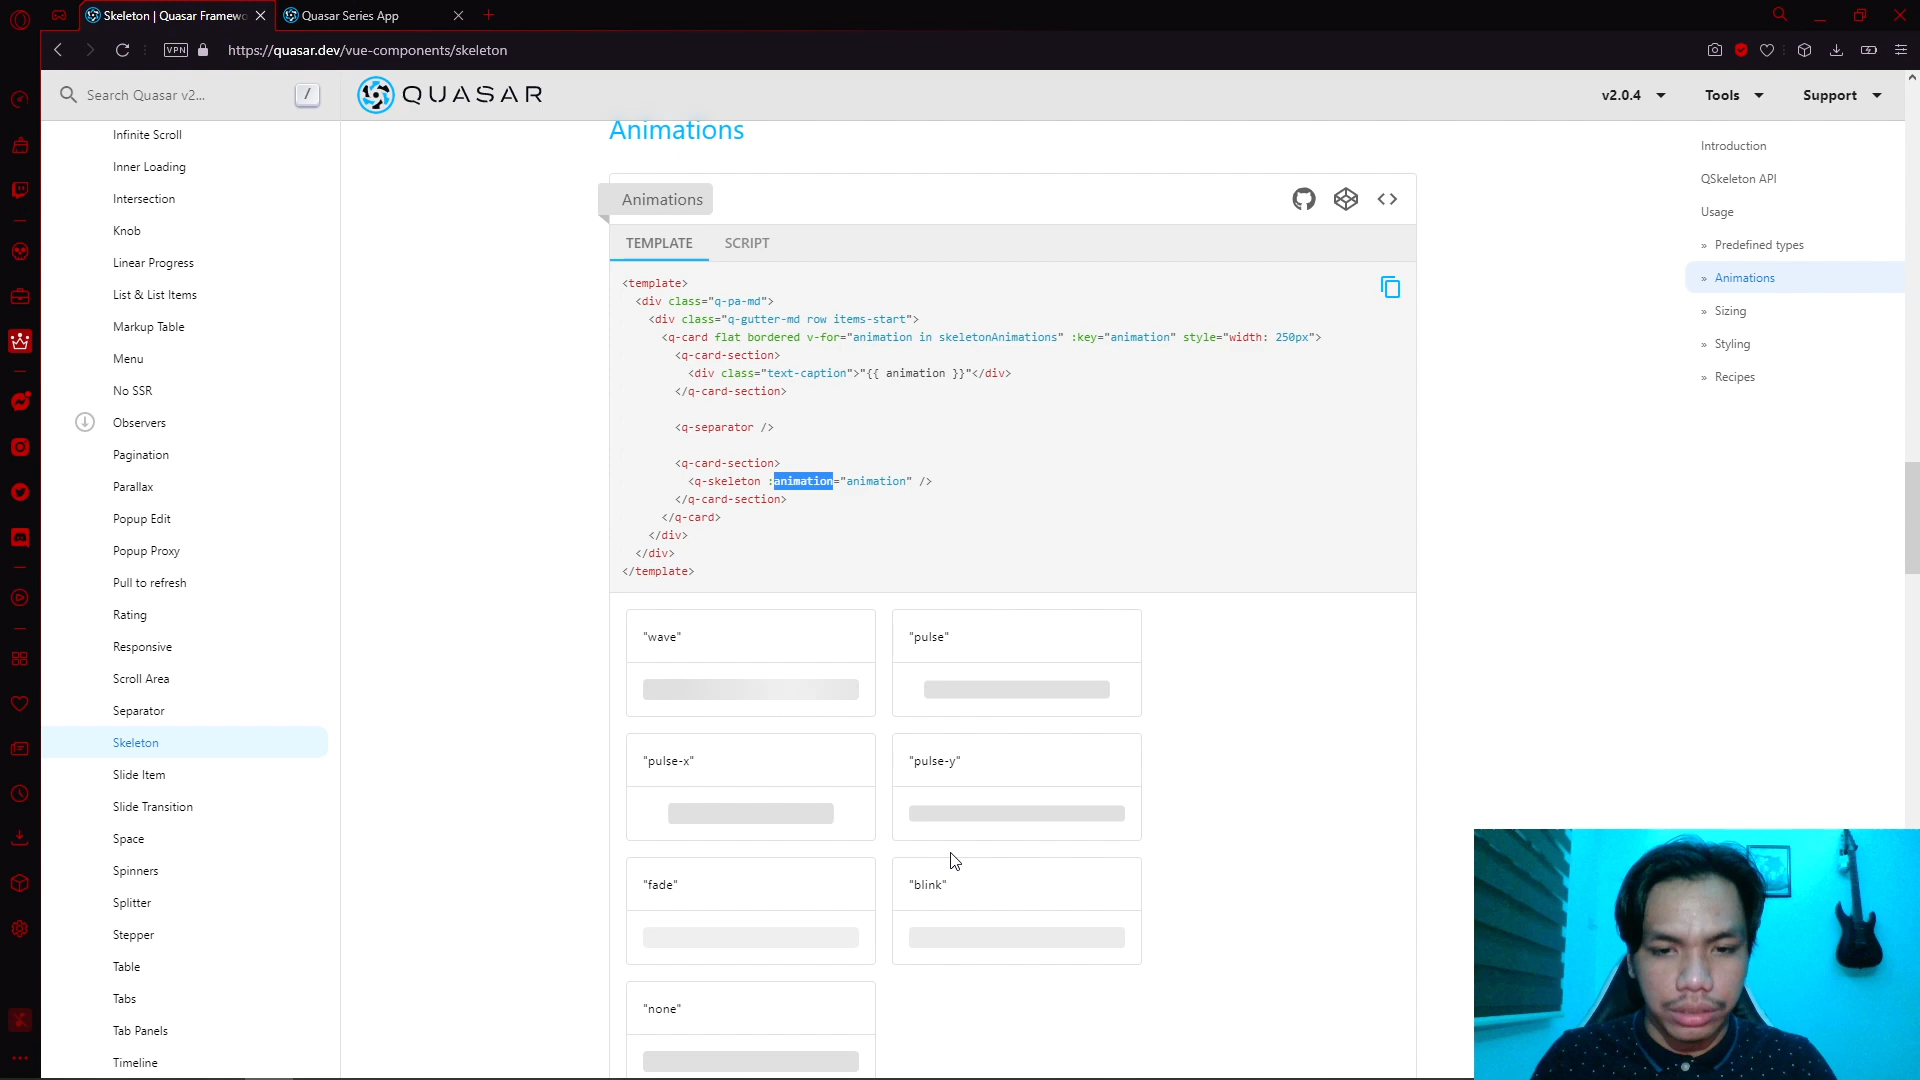 Skeleton | Quasar Framewo
Quasar Series App
VPN
https://quasar.dev/vue-components/skeleton
Search Quasar v2...
/
QUASAR
v2.0.4
Tools
Support
Infinite Scroll
Inner Loading
Intersection
Knob
Linear Progress
List & List Items
Markup Table
Menu
No SSR
Observers
Pagination
Parallax
Popup Edit
Popup Proxy
Pull to refresh
Rating
Responsive
Scroll Area
Separator
Skeleton
Slide Item
Slide Transition
Space
Spinners
Splitter
Stepper
Table
Tabs
Tab Panels
Timeline
Animations
Animations
TEMPLATE
SCRIPT
<template>
<div class="q-pa-md">
<div class="q-gutter-md row items-start">
<q-card flat bordered v-for="animation in skeletonAnimations" :key="animation" style="width: 250px">
<q-card-section>
<div class="text-caption">"{{ animation }}"</div>
</q-card-section>
<q-separator />
<q-card-section>
<q-skeleton :animation="animation" />
</q-card-section>
</q-card>
</div>
</div>
</template>
"wave"
"pulse"
"pulse-x"
"pulse-y"
"fade"
"blink"
"none"
Introduction
QSkeleton API
Usage
» Predefined types
» Animations
» Sizing
» Styling
» Recipes